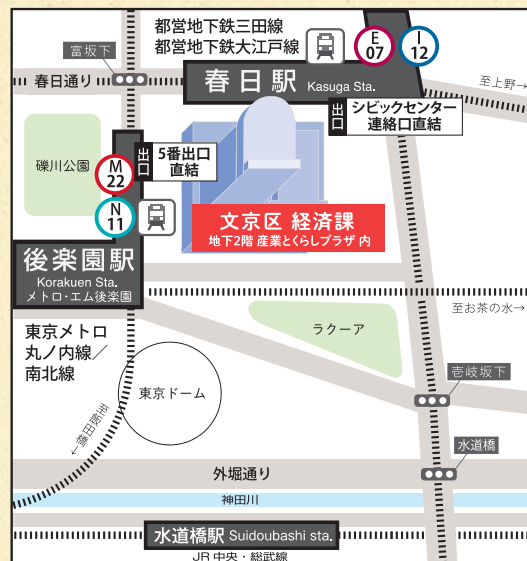 都営地下鉄三田線
都営地下鉄大江戸線
E
07
I
12
富坂下
春日通り
春日駅 Kasuga Sta.
至上野→
出口
シビックセンター
連絡口直結
礫川公園
出口
5番出口
直結
M
22
N
11
文京区 経済課
地下2階 産業とくらしプラザ 内
後楽園駅
Korakuen Sta.
メトロ・エム後楽園
至お茶の水→
東京メトロ
丸ノ内線／
南北線
ラクーア
東京ドーム
壱岐坂下
至飯田橋→
水道橋
外堀通り
神田川
水道橋駅 Suidoubashi sta.
JR 中央・総武線